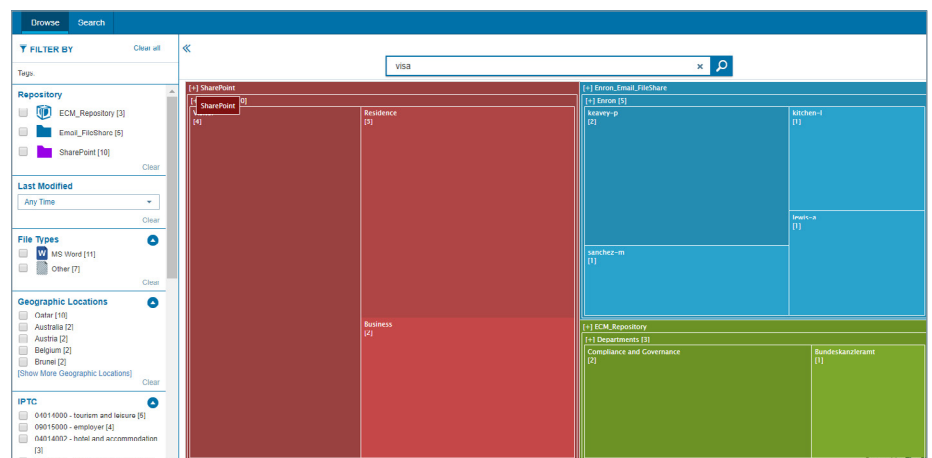 Browse Search
FILTER BY Clear all
Tags:
Repository
ECM_Repository [3]
Email_FileShare [5]
SharePoint [10]
Clear
Last Modified
Any Time
Clear
File Types
MS Word [11]
Other [7]
Clear
Geographic Locations
Qatar [10]
Australia [2]
Austria [2]
Belgium [2]
Brunei [2]
[Show More Geographic Locations]
Clear
IPTC
04014000 - tourism and leisure [5]
09015000 - employer [4]
04014002 - hotel and accommodation
[3]
visa
[+] SharePoint
SharePoint
[4]
Residence
[3]
Business
[2]
[+] Enron_Email_FileShare
[+] Enron [5]
keavey-p
[2]
kitchen-l
[1]
lewis-a
[1]
sanchez-m
[1]
[+] ECM_Repository
[+] Departments [3]
Compliance and Governance
[2]
Bundeskanzleramt
[1]